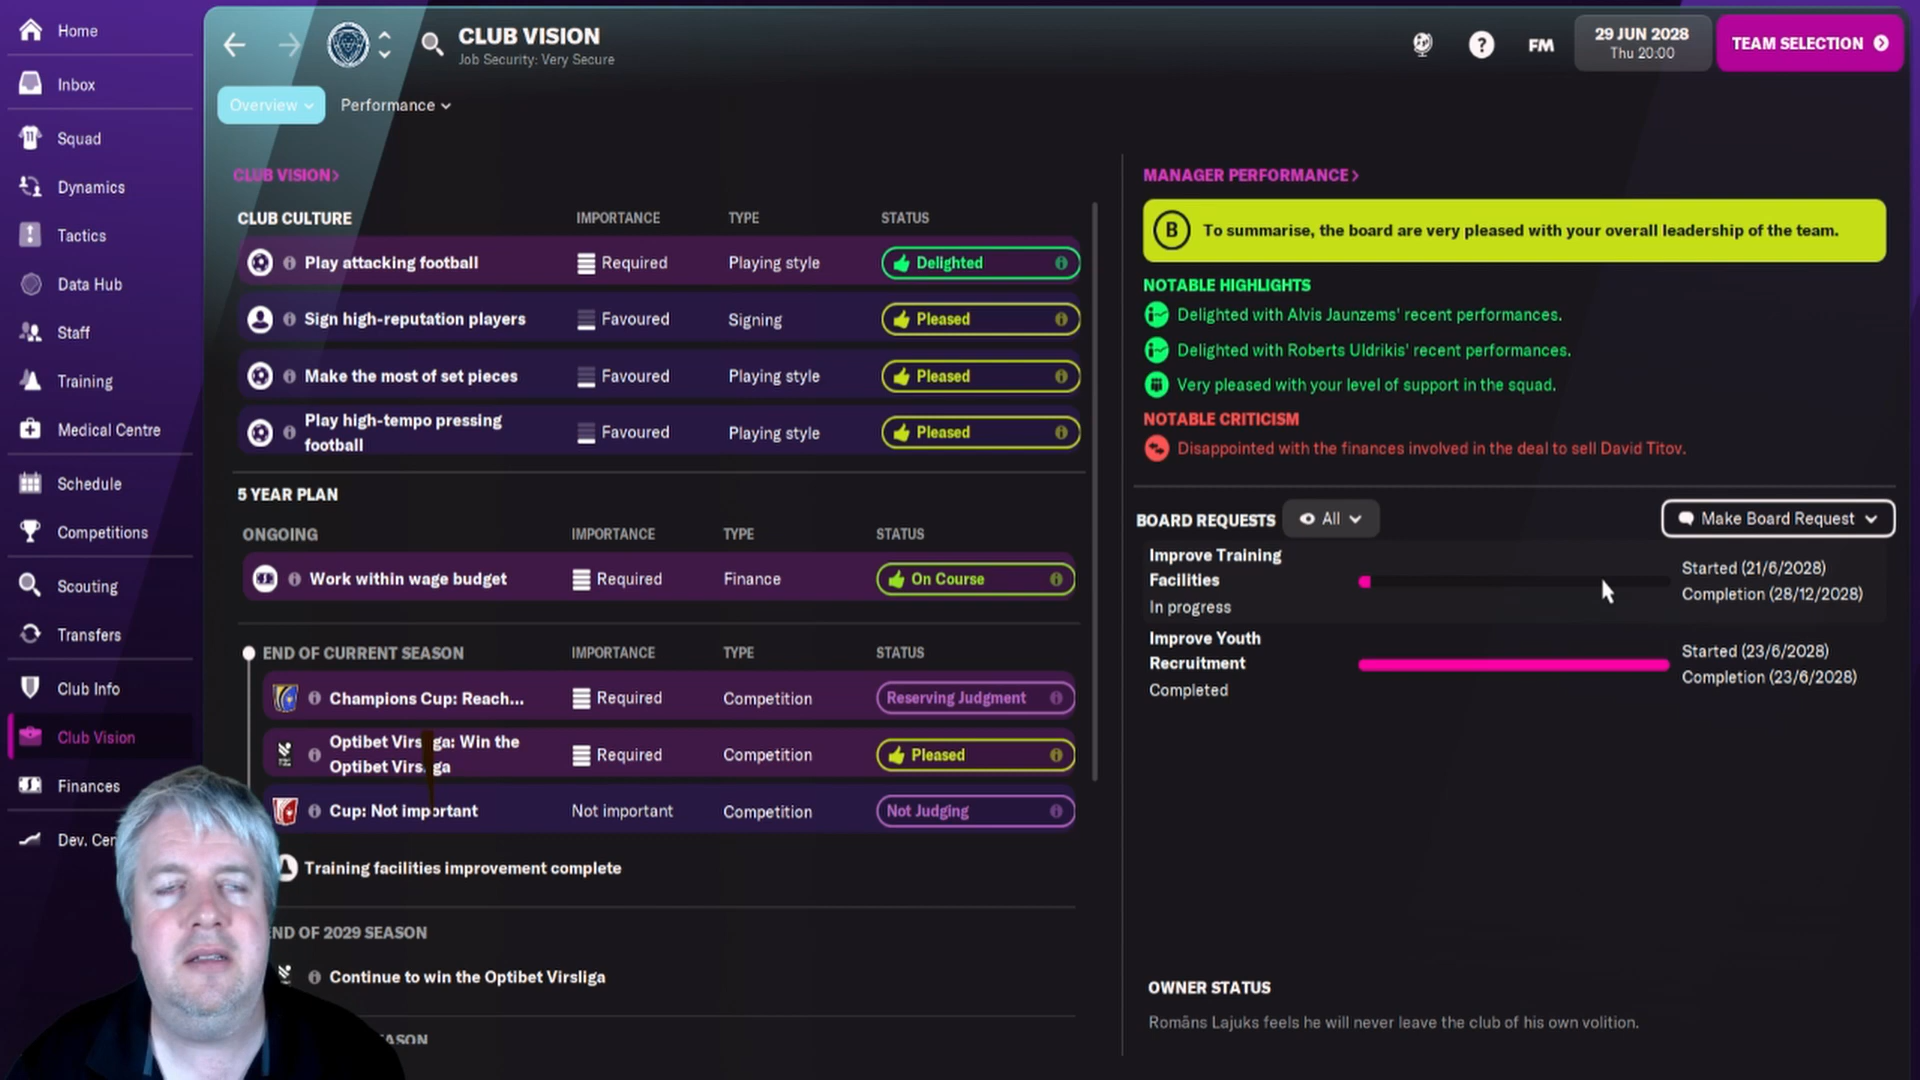 Home
Inbox
Squad
Dynamics
Tactics
Data Hub
Staff
Training
Medical Centre
Schedule
Competitions
Scouting
Transfers
Club Info
Club Vision
Finances
Dev. Cen
CLUB VISION
Job Security: Very Secure
?
FM
29 JUN 2028
Thu 20:00
TEAM SELECTION
Overview
Performance
CLUB VISION>
CLUB CULTURE IMPORTANCE TYPE STATUS
Play attacking football Required Playing style Delighted
Sign high-reputation players Favoured Signing Pleased
Make the most of set pieces Favoured Playing style Pleased
Play high-tempo pressing
football Favoured Playing style Pleased
5 YEAR PLAN
ONGOING IMPORTANCE TYPE STATUS
Work within wage budget Required Finance On Course
END OF CURRENT SEASON IMPORTANCE TYPE STATUS
Champions Cup: Reach... Required Competition Reserving Judgment
Optibet Virsliga: Win the
Optibet Virsliga Required Competition Pleased
Cup: Not important Not important Competition Not Judging
Training facilities improvement complete
END OF 2029 SEASON
Continue to win the Optibet Virsliga
MANAGER PERFORMANCE>
B To summarise, the board are very pleased with your overall leadership of the team.
NOTABLE HIGHLIGHTS
Delighted with Alvis Jaunzems' recent performances.
Delighted with Roberts Uldrikis' recent performances.
Very pleased with your level of support in the squad.
NOTABLE CRITICISM
Disappointed with the finances involved in the deal to sell David Titov.
BOARD REQUESTS All Make Board Request
Improve Training
Facilities
In progress
Started (21/6/2028)
Completion (28/12/2028)
Improve Youth
Recruitment
Completed
Started (23/6/2028)
Completion (23/6/2028)
OWNER STATUS
Romāns Lajuks feels he will never leave the club of his own volition.